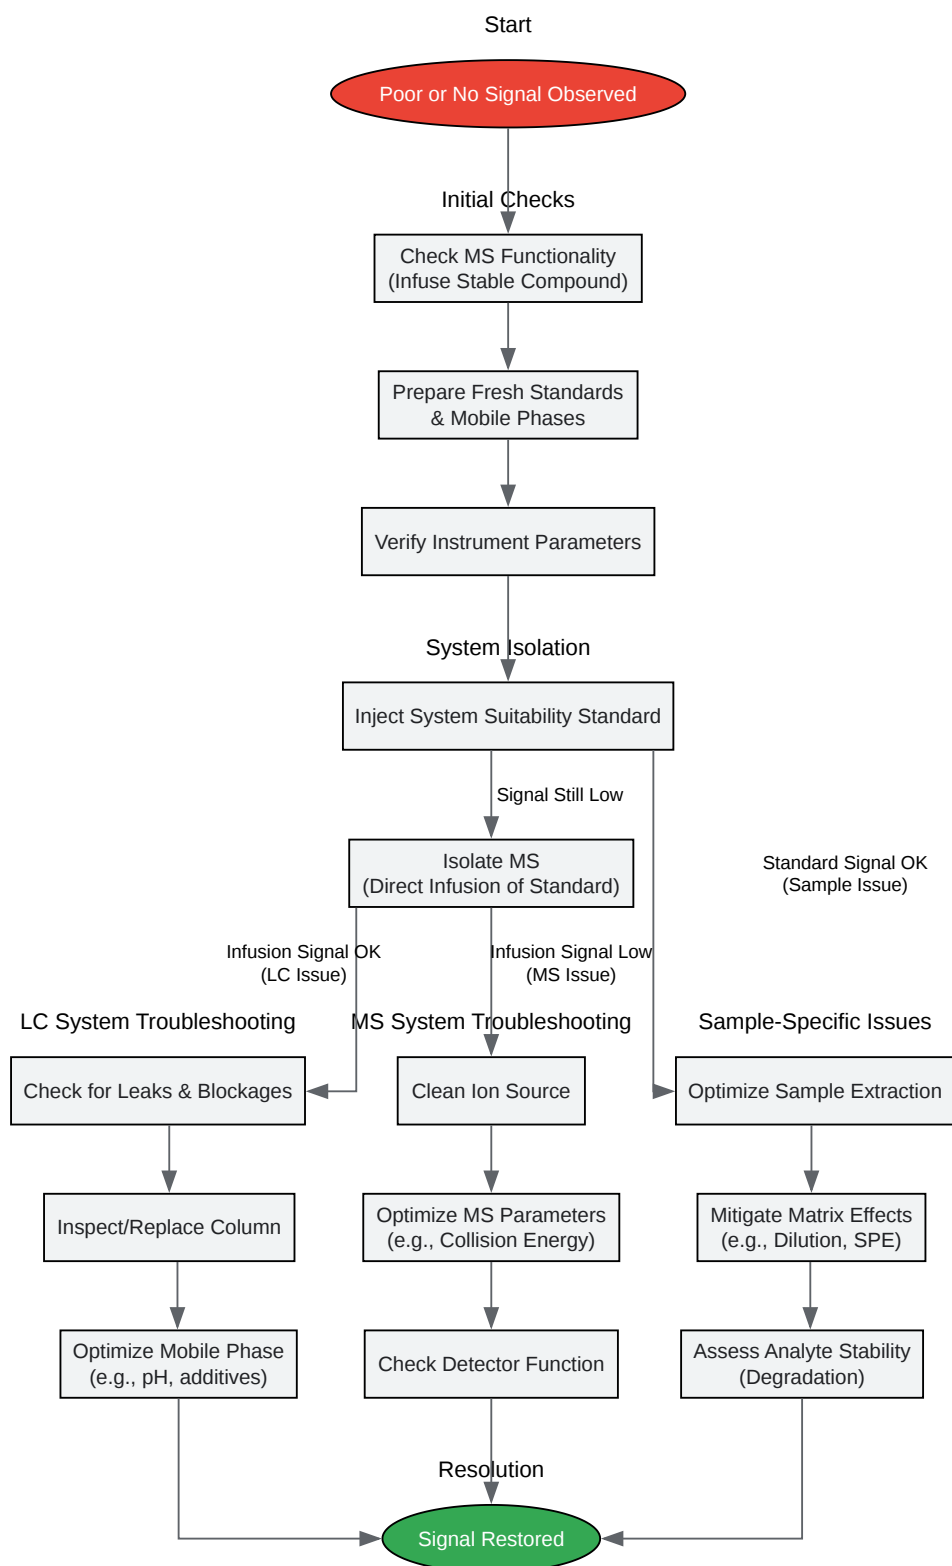 Start
Poor or No Signal Observed
Initial Checks
Check MS Functionality
(Infuse Stable Compound)
Prepare Fresh Standards
& Mobile Phases
Verify Instrument Parameters
System Isolation
Inject System Suitability Standard
Signal Still Low
Isolate MS
(Direct Infusion of Standard)
Standard Signal OK
(Sample Issue)
Infusion Signal OK
(LC Issue)
Infusion Signal Low
(MS Issue)
LC System Troubleshooting
MS System Troubleshooting
Sample-Specific Issues
Check for Leaks & Blockages
Clean Ion Source
Optimize Sample Extraction
Inspect/Replace Column
Optimize MS Parameters
(e.g., Collision Energy)
Mitigate Matrix Effects
(e.g., Dilution, SPE)
Optimize Mobile Phase
(e.g., pH, additives)
Check Detector Function
Assess Analyte Stability
(Degradation)
Resolution
Signal Restored